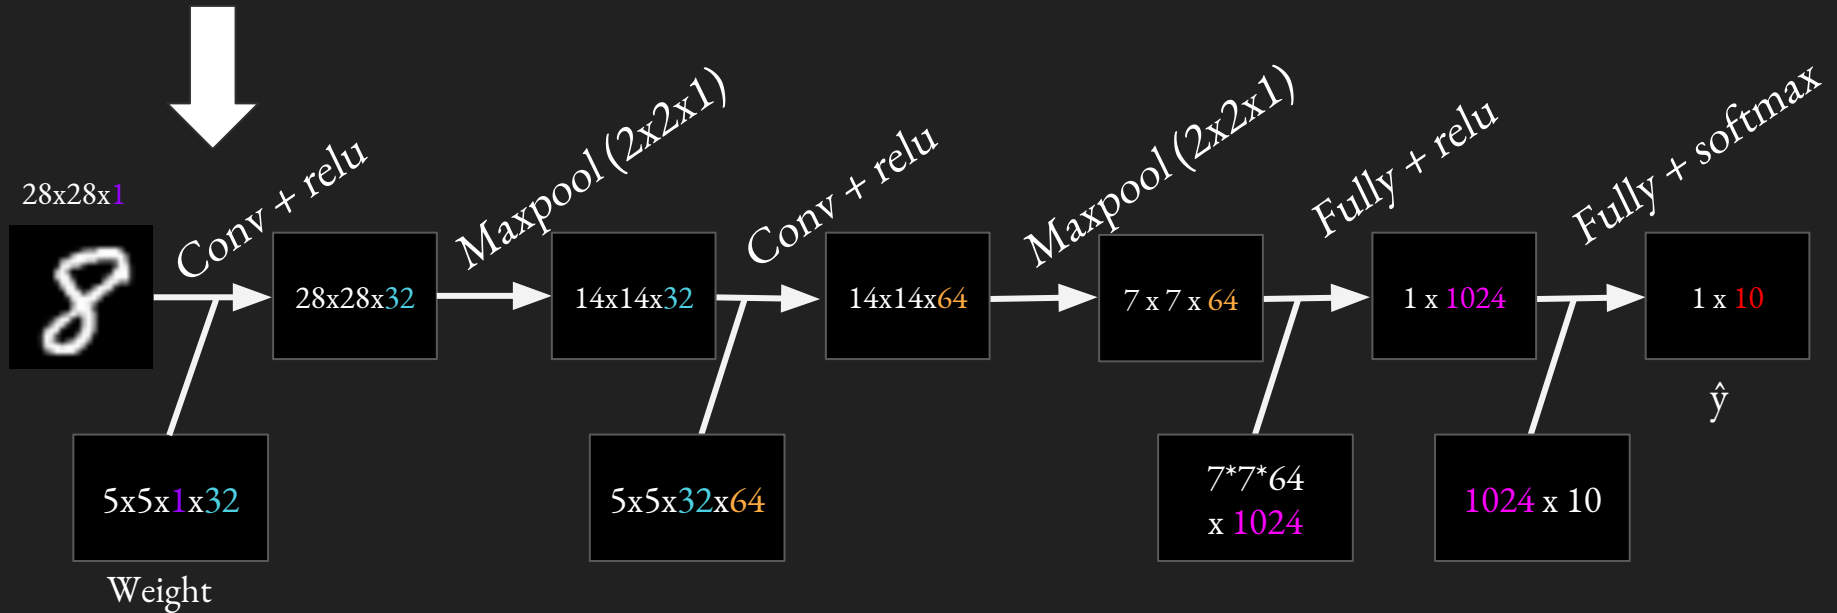 28x28x1
Conv + relu
Maxpool (2x2x1)
Conv + relu
Maxpool (2x2x1)
Fully + relu
Fully + softmax
8
28x28x32
14x14x32
14x14x64
7 x 7 x 64
1 x 1024
1 x 10
ŷ
5x5x1x32
5x5x32x64
7*7*64
x 1024
1024 x 10
Weight